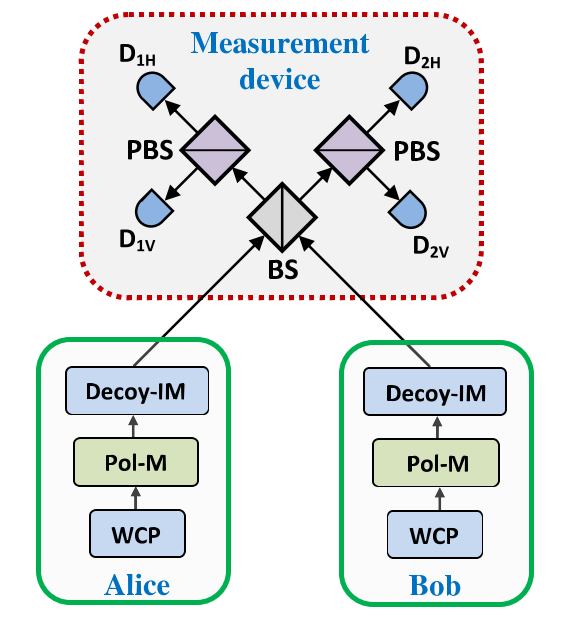 Measurement
device
D1H
D2H
PBS
PBS
D1V
D2V
BS
Decoy-IM
Decoy-IM
Pol-M
Pol-M
WCP
WCP
Alice
Bob